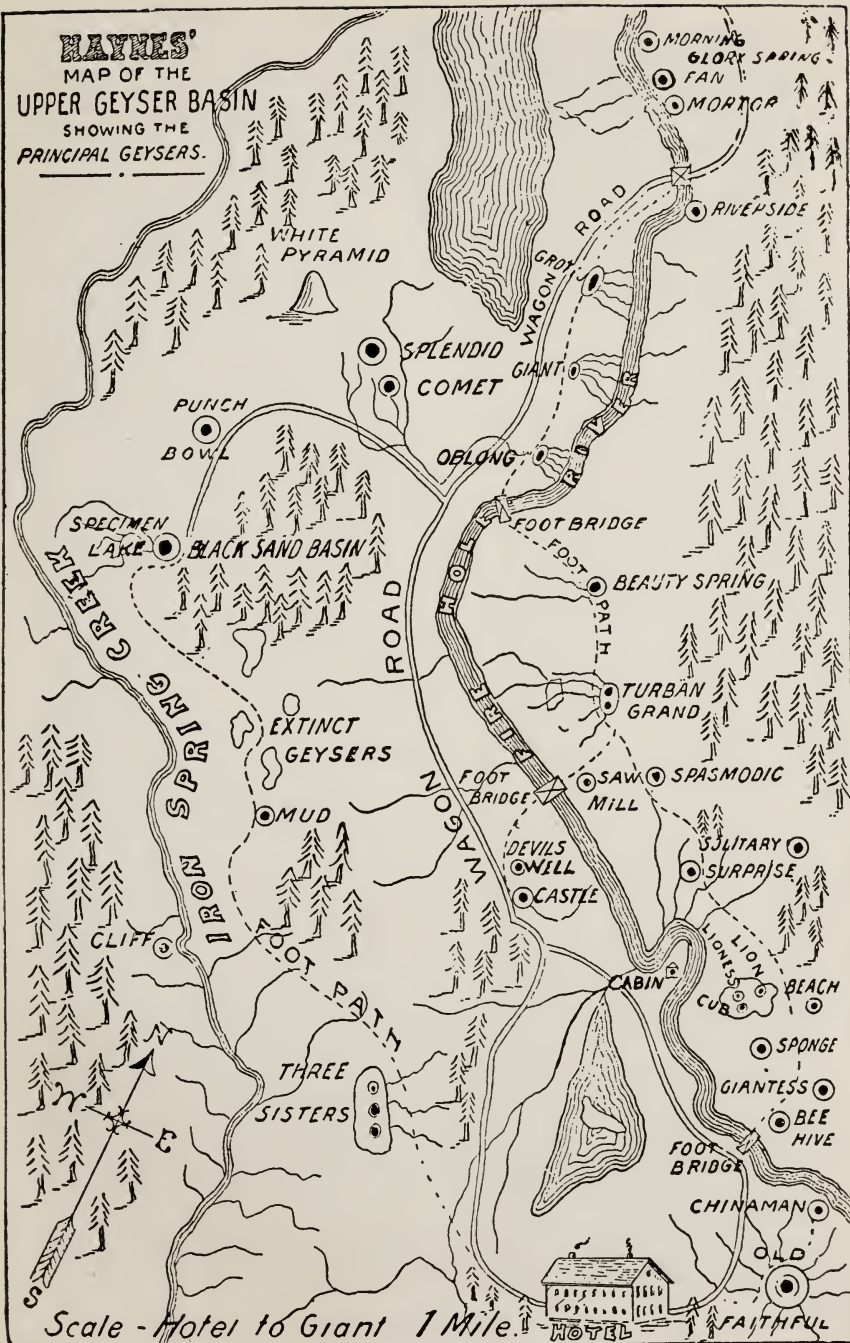 HAYNES'
MAP OF THE
UPPER GEYSER BASIN
SHOWING THE
PRINCIPAL GEYSERS.
MORNING
GLORY SPRING
FAN
MORTOR
RIVERSIDE
WHITE
PYRAMID
WAGON ROAD
GROT
SPLENDID
COMET
GIANT
PUNCH
BOWL
OBLONG
FIRE HOLE RIVER
FOOT BRIDGE
SPECIMEN
LAKE
BLACK SAND BASIN
FOOT PATH
BEAUTY SPRING
IRON SPRING CREEK
WAGON ROAD
TURBAN
GRAND
EXTINCT
GEYSERS
FOOT
BRIDGE
SAW
MILL
SPASMODIC
MUD
DEVILS
WELL
SOLITARY
SURPRISE
CASTLE
CLIFF
FOOT PATH
LIONESS
LION
CUB
CABIN
BEACH
SPONGE
THREE
SISTERS
GIANTESS
BEE
HIVE
N
W
E
S
FOOT
BRIDGE
CHINAMAN
OLD
FAITHFUL
HOTEL
Scale - Hotel to Giant 1 Mile.